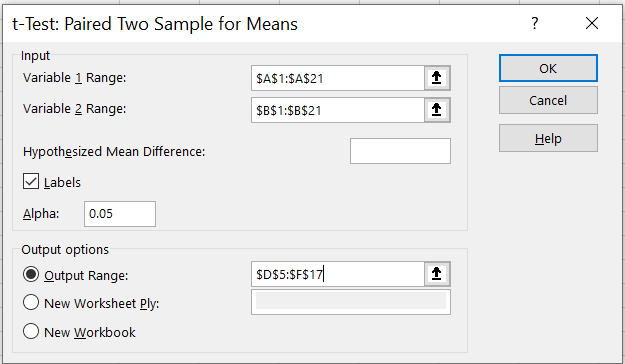 t-Test: Paired Two Sample for Means ? ×
Input
Variable 1 Range: $A$1:$A$21
OK
Variable 2 Range: $B$1:$B$21
Cancel
Hypothesized Mean Difference:
Help
Labels
Alpha: 0.05
Output options
Output Range: $D$5:$F$17
New Worksheet Ply:
New Workbook